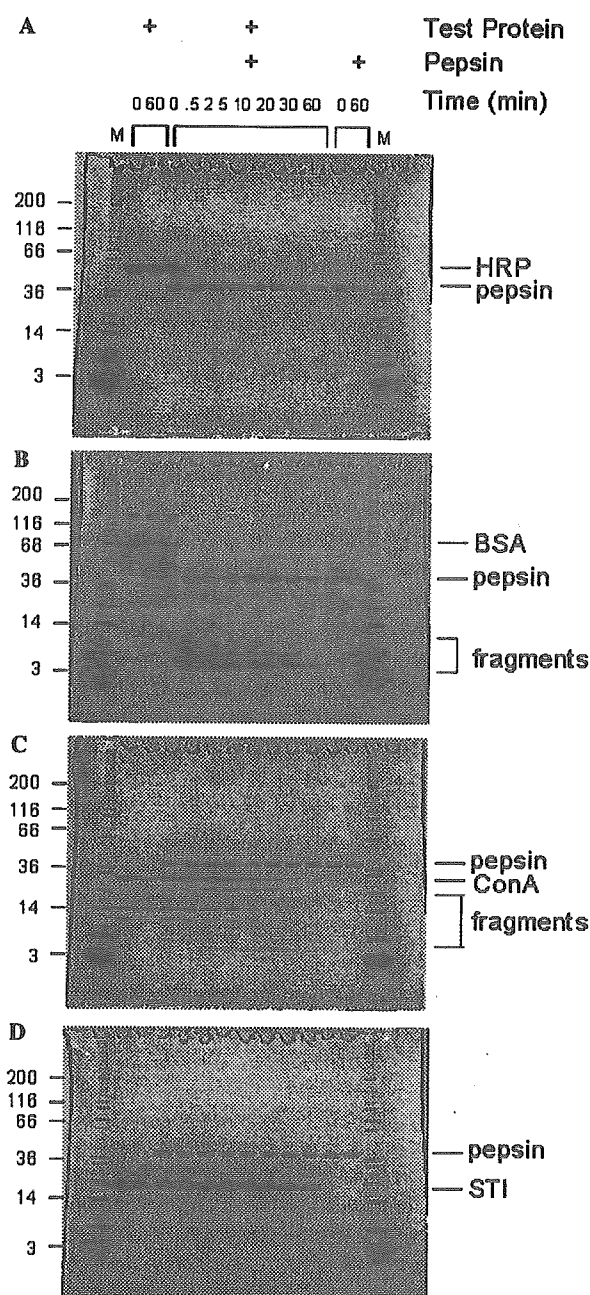 A + + Test Protein
+ + Pepsin
0 60 0 .5 2 5 10 20 30 60 0 60 Time (min)
M M
200
116
66
36
14
3
HRP
pepsin
B
200
116
66
36
14
3
BSA
pepsin
fragments
C
200
116
66
36
14
3
pepsin
ConA
fragments
D
200
116
66
36
14
3
pepsin
STI